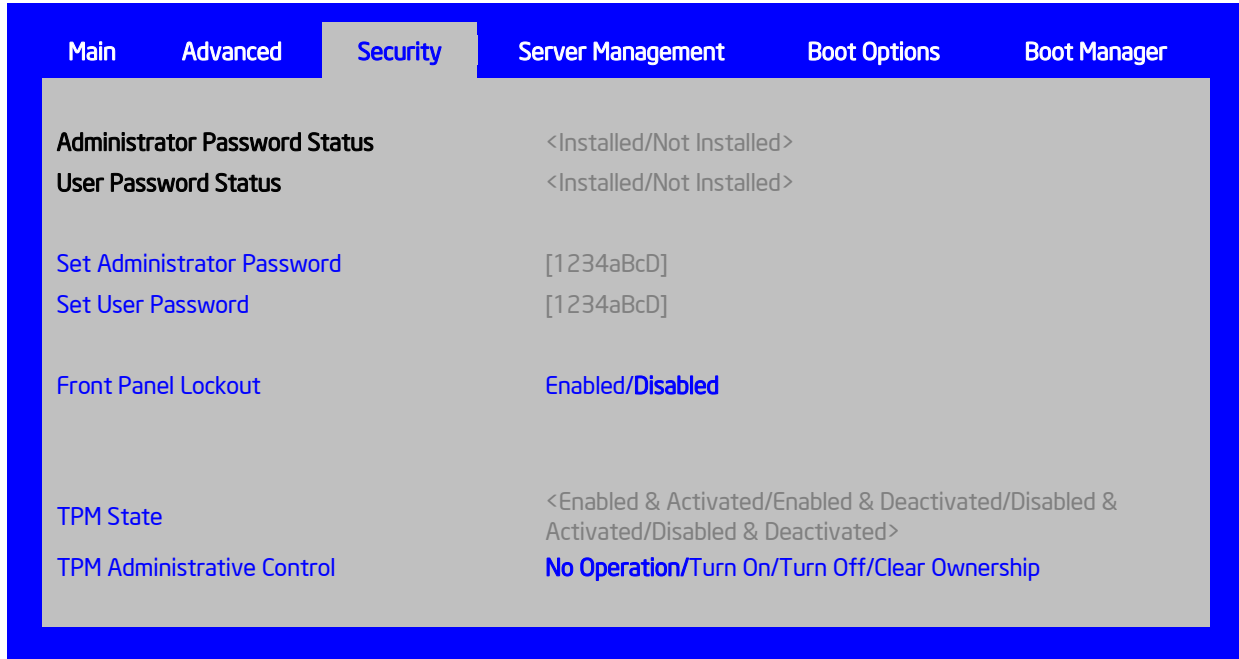 Main Advanced Security Server Management Boot Options Boot Manager
Administrator Password Status <Installed/Not Installed>
User Password Status <Installed/Not Installed>
Set Administrator Password [1234aBcD]
Set User Password [1234aBcD]
Front Panel Lockout Enabled/Disabled
TPM State <Enabled & Activated/Enabled & Deactivated/Disabled &
Activated/Disabled & Deactivated>
TPM Administrative Control No Operation/Turn On/Turn Off/Clear Ownership